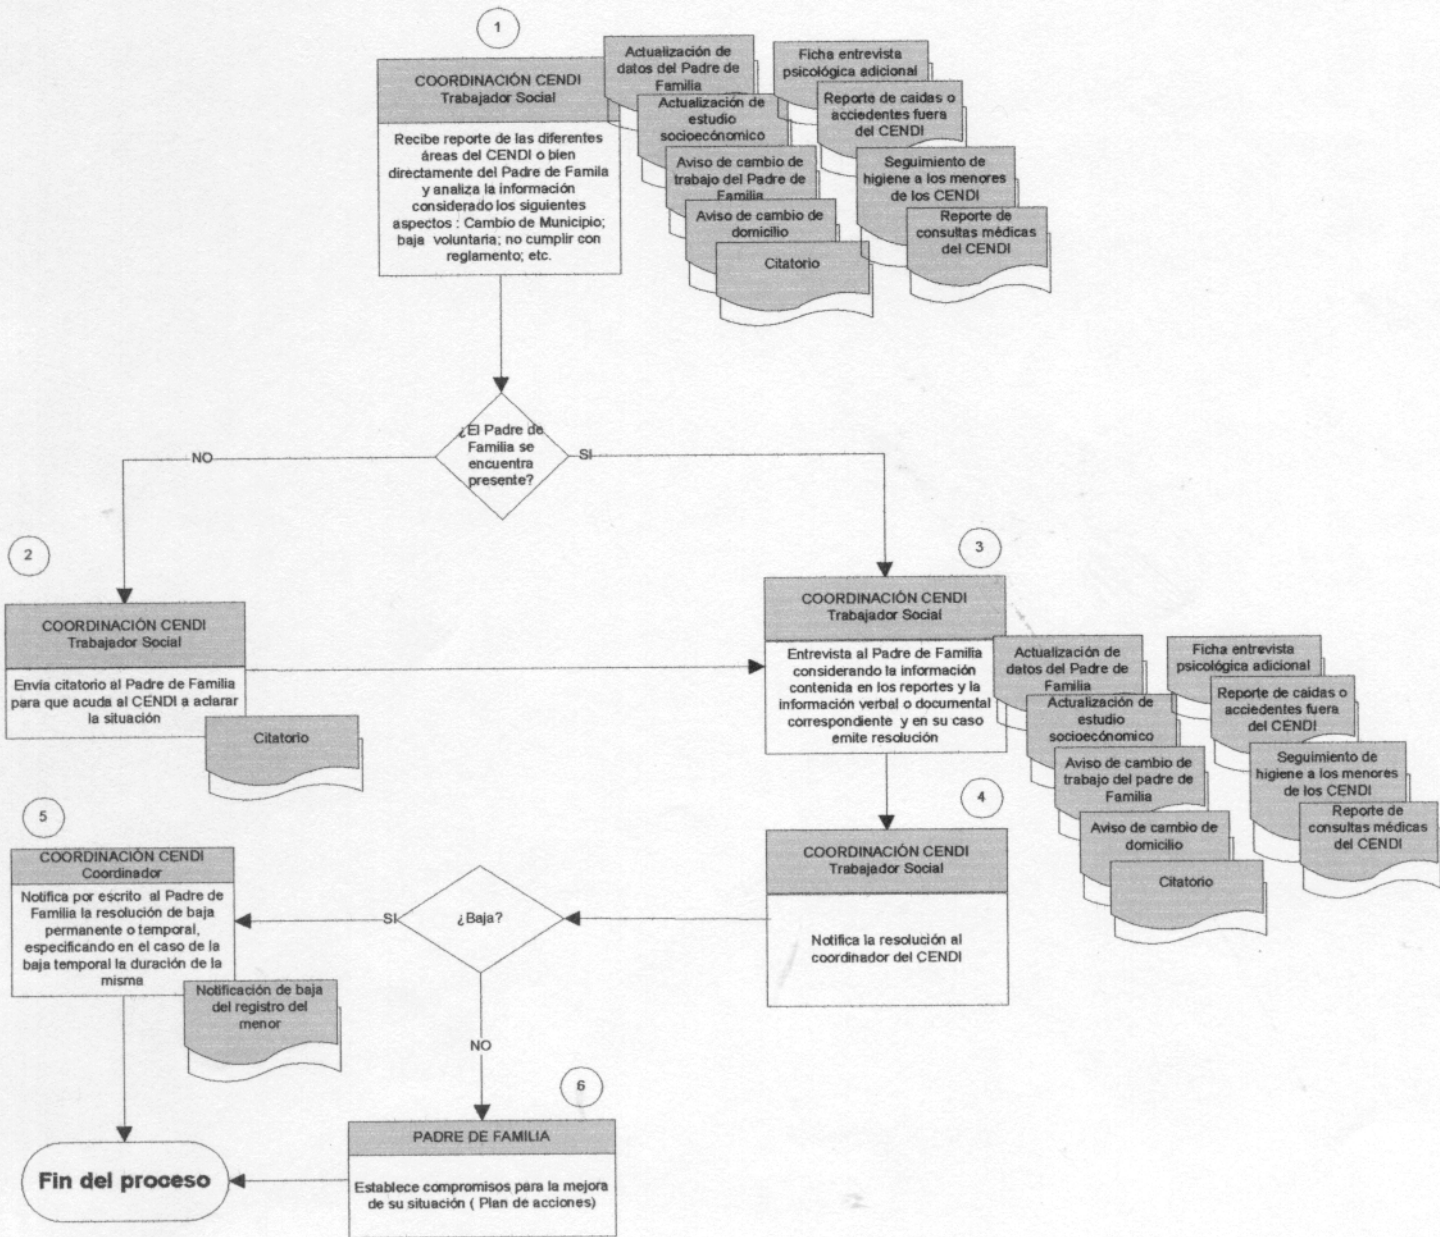 1
COORDINACIÓN CENDI
Trabajador Social
Recibe reporte de las diferentes
áreas del CENDI o bien
directamente del Padre de Famila
y analiza la información
considerado los siguientes
aspectos : Cambio de Municipio;
baja voluntaria; no cumplir con
reglamento; etc.
Actualización de
datos del Padre de
Familia
Actualización de
estudio
socioecónomico
Aviso de cambio de
trabajo del Padre de
Familia
Aviso de cambio de
domicilio
Citatorio
Ficha entrevista
psicológica adicional
Reporte de caidas o
acciedentes fuera
del CENDI
Seguimiento de
higiene a los menores
de los CENDI
Reporte de
consultas médicas
del CENDI
¿El Padre de
Familia se
encuentra
presente?
NO
SI
2
COORDINACIÓN CENDI
Trabajador Social
Envía citatorio al Padre de Familia
para que acuda al CENDI a aclarar
la situación
Citatorio
3
COORDINACIÓN CENDI
Trabajador Social
Entrevista al Padre de Familia
considerando la información
contenida en los reportes y la
información verbal o documental
correspondiente y en su caso
emite resolución
Actualización de
datos del Padre de
Familia
Actualización de
estudio
socioecónomico
Aviso de cambio de
trabajo del padre de
Familia
Aviso de cambio de
domicilio
Citatorio
Ficha entrevista
psicológica adicional
Reporte de caidas o
acciedentes fuera
del CENDI
Seguimiento de
higiene a los menores
de los CENDI
Reporte de
consultas médicas
del CENDI
4
COORDINACIÓN CENDI
Trabajador Social
Notifica la resolución al
coordinador del CENDI
¿Baja?
SI
NO
5
COORDINACIÓN CENDI
Coordinador
Notifica por escrito al Padre de
Familia la resolución de baja
permanente o temporal,
especificando en el caso de la
baja temporal la duración de la
misma
Notificación de baja
del registro del
menor
6
PADRE DE FAMILIA
Establece compromisos para la mejora
de su situación ( Plan de acciones)
Fin del proceso